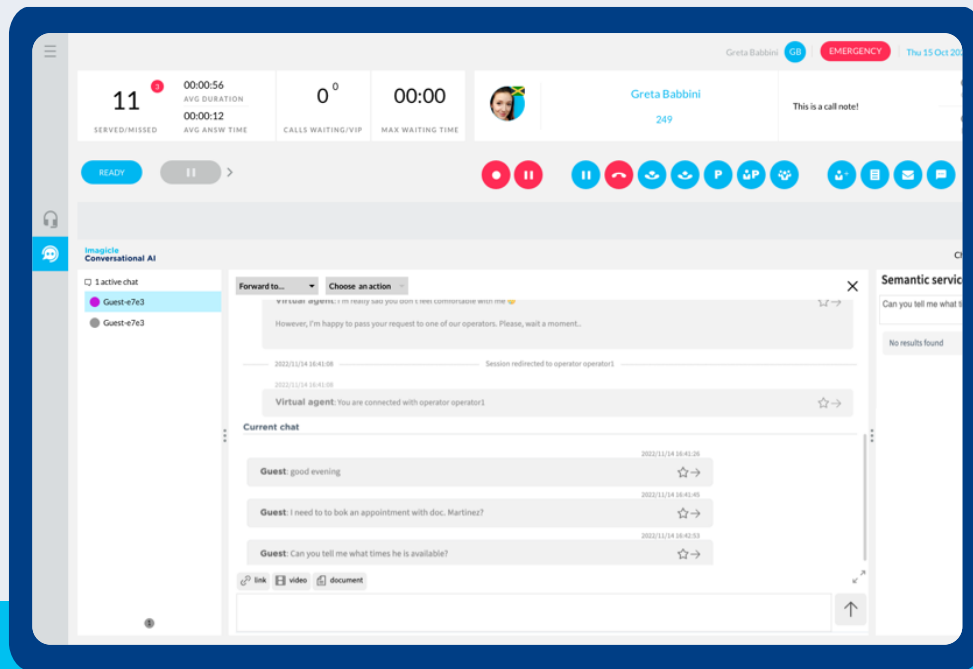 Greta Babbini GB EMERGENCY Thu 15 Oct 20
11 3
SERVED/MISSED
00:00:56
AVG DURATION
00:00:12
AVG ANSW TIME
0 0
CALLS WAITING/VIP
00:00
MAX WAITING TIME
Greta Babbini
249
This is a call note!
READY
P P
Imagicle
Conversational AI
1 active chat
Guest-e7e3
Guest-e7e3
1
Forward to... Choose an action
Virtual agent: I'm really sad you don't feel comfortable with me
However, I'm happy to pass your request to one of our operators. Please, wait a moment..
2022/11/14 16:41:08 Session redirected to operator operator1
2022/11/14 16:41:08
Virtual agent: You are connected with operator operator1
Current chat
2022/11/14 16:41:26
Guest: good evening
2022/11/14 16:41:45
Guest: I need to to bok an appointment with doc. Martinez?
2022/11/14 16:42:53
Guest: Can you tell me what times he is available?
link video document
Semantic servic
Can you tell me what ti
No results found